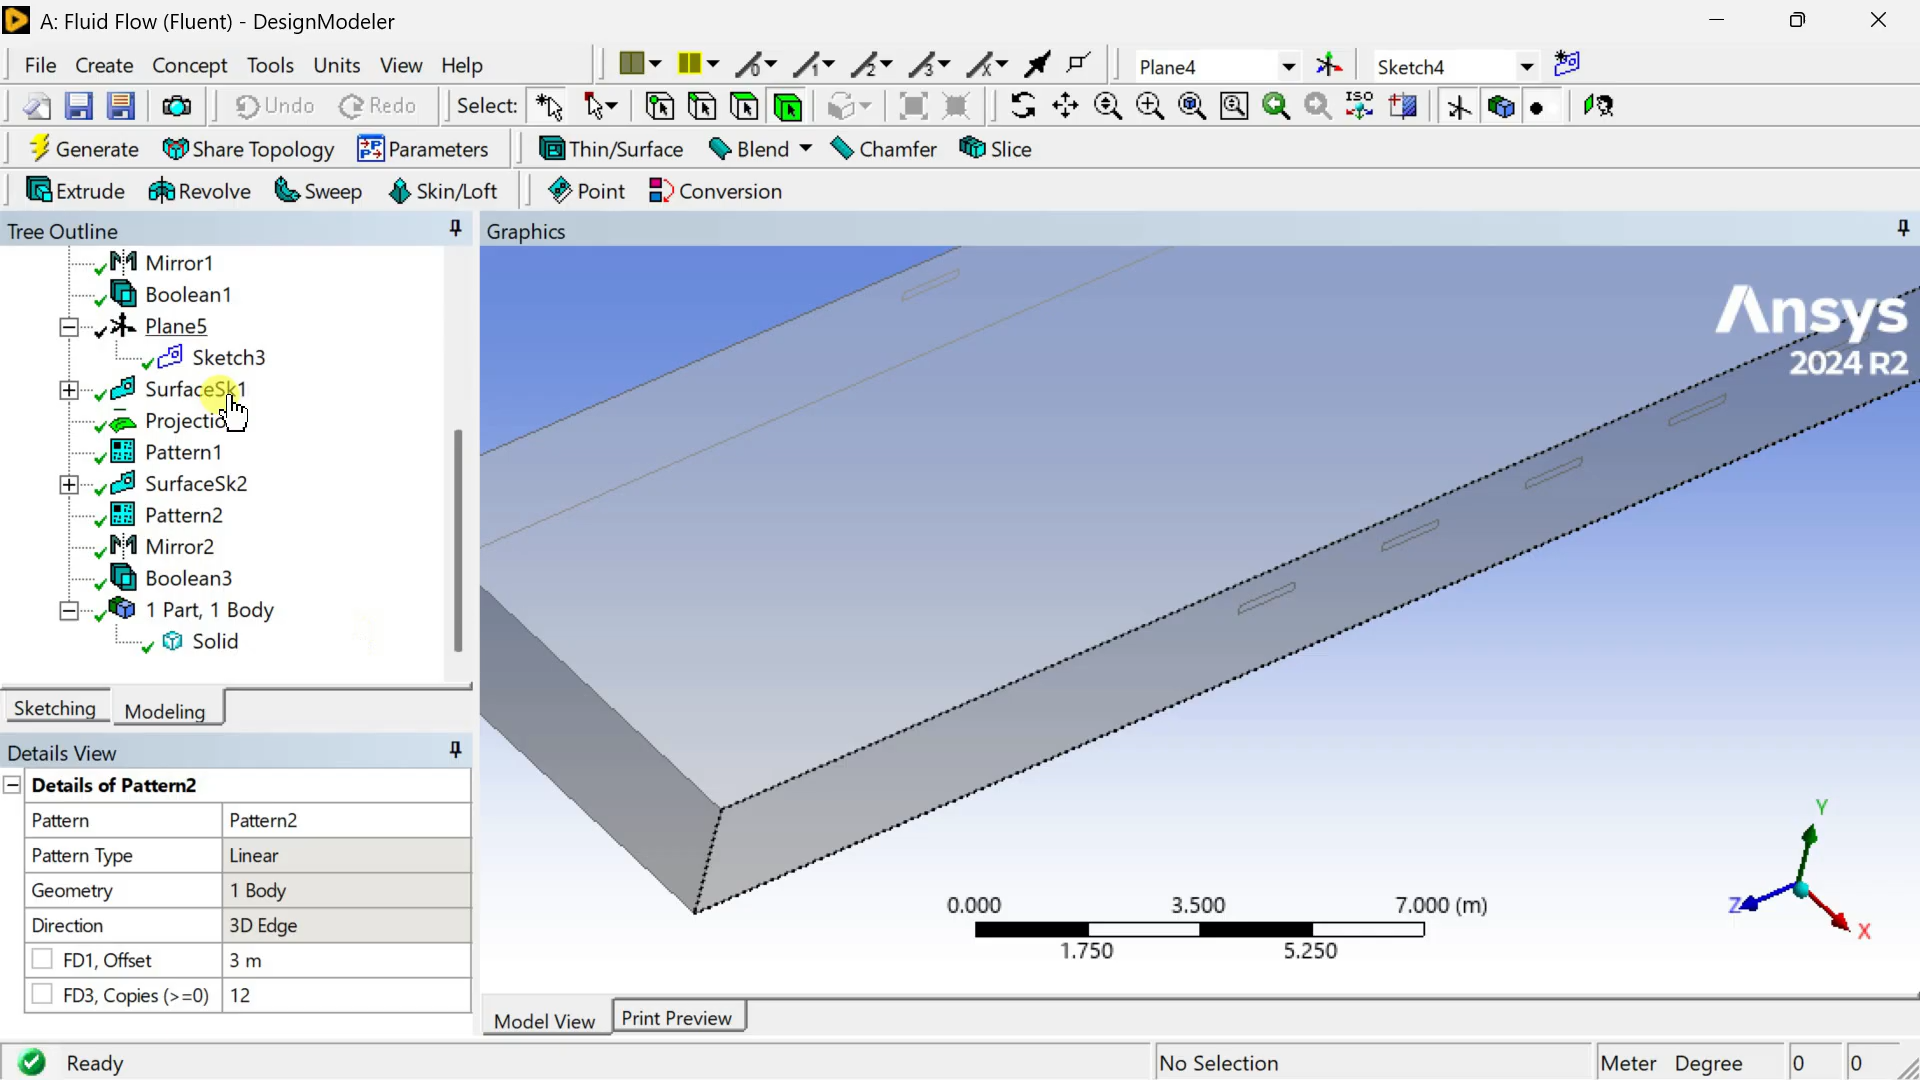 A: Fluid Flow (Fluent) - DesignModeler
File Create Concept Tools Units View Help
Plane4 Sketch4
Undo Redo Select: ISO
Generate Share Topology Parameters Thin/Surface Blend Chamfer Slice
Extrude Revolve Sweep Skin/Loft Point Conversion
Tree Outline
Mirror1
Boolean1
Plane5
Sketch3
SurfaceSk1
Pattern1
SurfaceSk2
Pattern2
Mirror2
Boolean3
1 Part, 1 Body
Solid
Sketching Modeling
Details View
Details of Pattern2
Pattern Pattern2
Pattern Type Linear
Geometry 1 Body
Direction 3D Edge
FD1, Offset 3 m
FD3, Copies (>=0) 12
Graphics
Ansys
2024 R2
0.000 3.500 7.000 (m)
1.750 5.250
Y
Z
X
Model View Print Preview
Ready No Selection Meter Degree 0 0